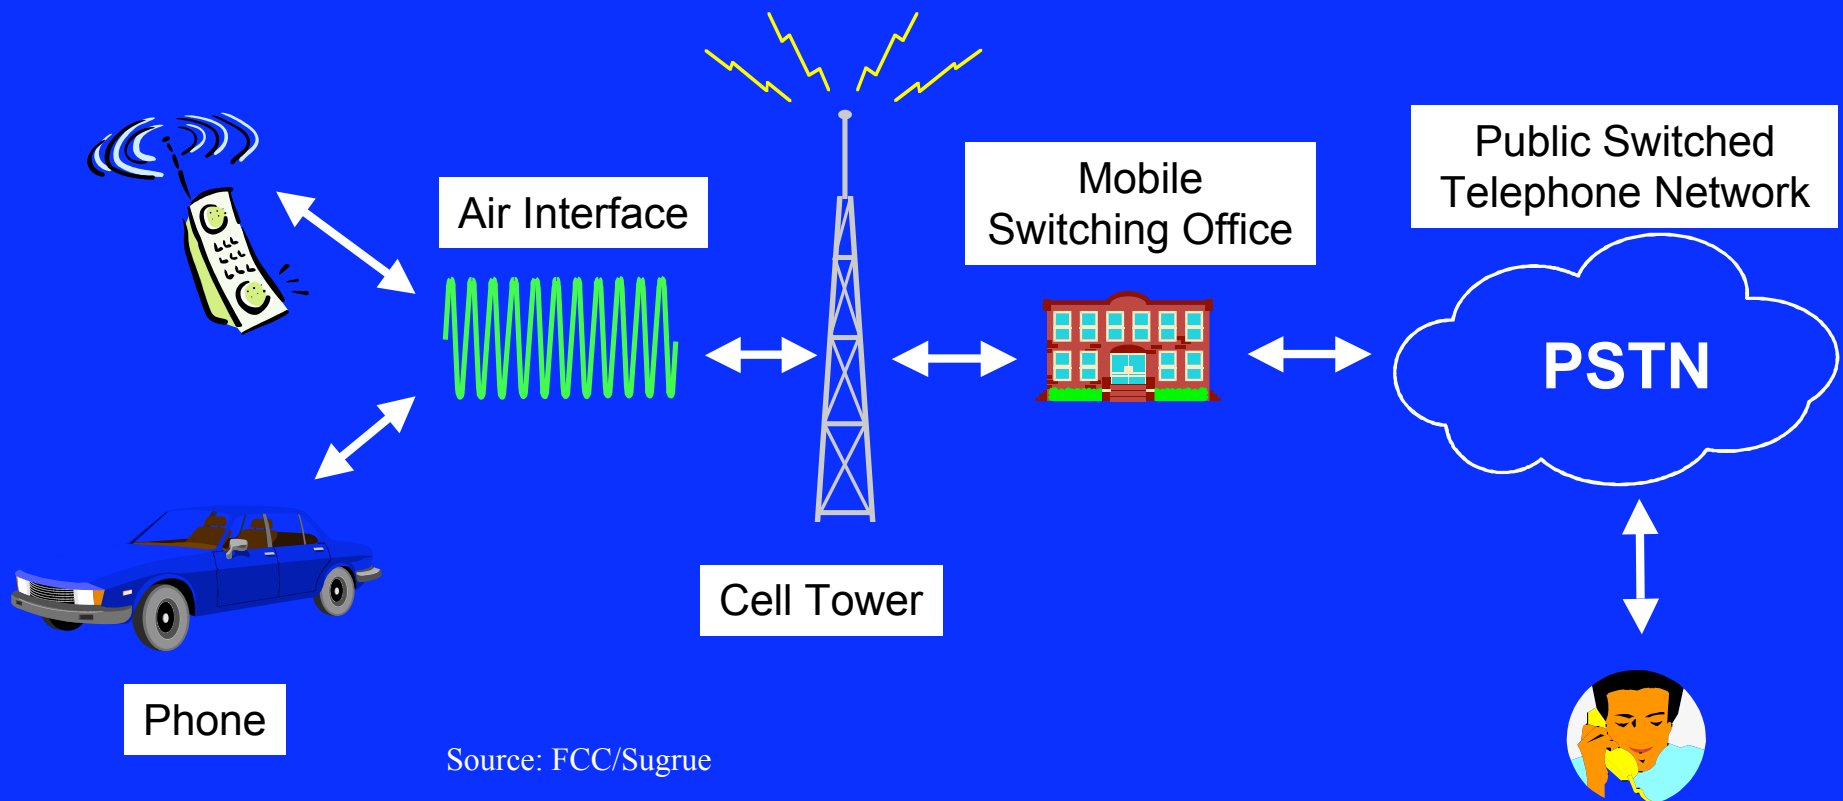 Air Interface
Mobile
Switching Office
Public Switched
Telephone Network
PSTN
Cell Tower
Phone
Source: FCC/Sugrue